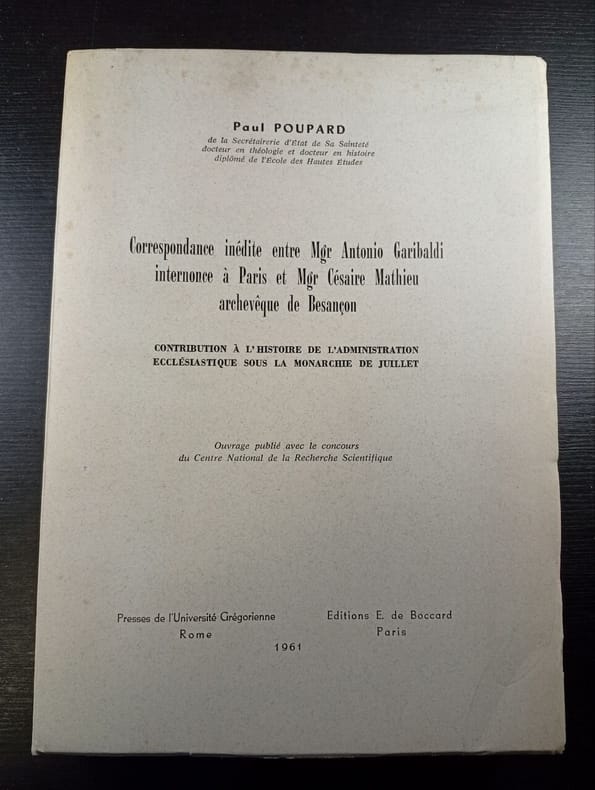 Paul POUPARD
de la Secrétairerie d'État de Sa Sainteté
docteur en théologie et docteur en histoire
diplômé de l'École des Hautes Études
Correspondance inédite entre Mgr Antonio Garibaldi
internonce à Paris et Mgr Césaire Mathieu
archevêque de Besançon
CONTRIBUTION À L'HISTOIRE DE L'ADMINISTRATION
ECCLÉSIASTIQUE SOUS LA MONARCHIE DE JUILLET
Ouvrage publié avec le concours
du Centre National de la Recherche Scientifique
Presses de l'Université Grégorienne
Rome
Editions E. de Boccard
Paris
1961